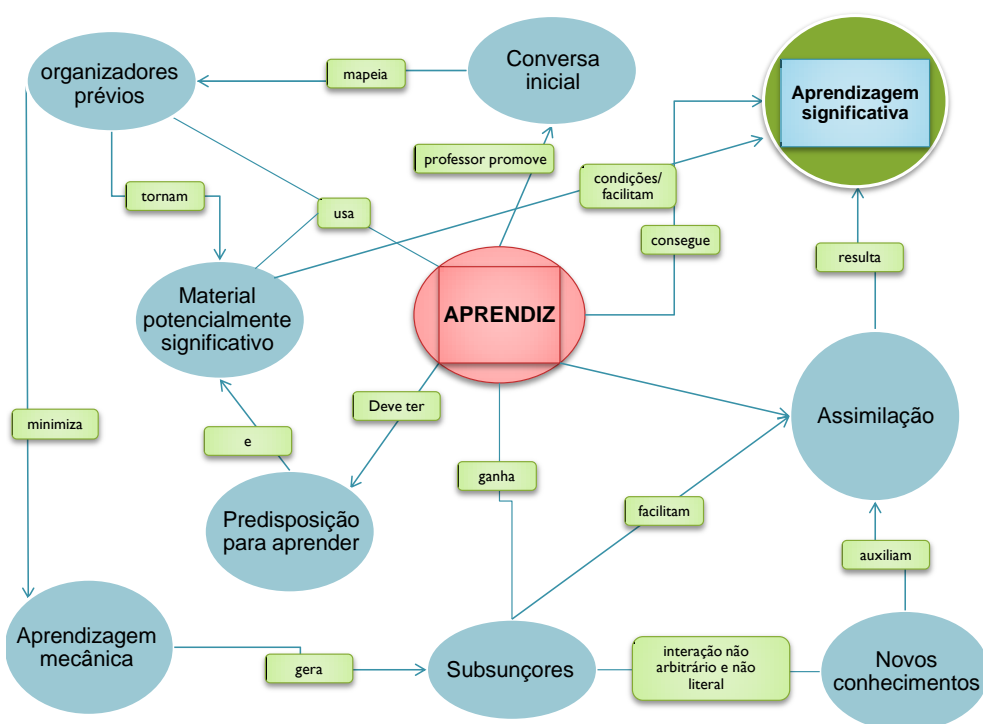 organizadores
prévios
mapeia
Conversa
inicial
Aprendizagem
significativa
professor promove
condições/
facilitam
tornam
usa
consegue
resulta
Material
potencialmente
significativo
APRENDIZ
Deve ter
Assimilação
minimiza
e
ganha
Predisposição
para aprender
facilitam
auxiliam
Aprendizagem
mecânica
gera
Subsunçores
interação não
arbitrário e não
literal
Novos
conhecimentos